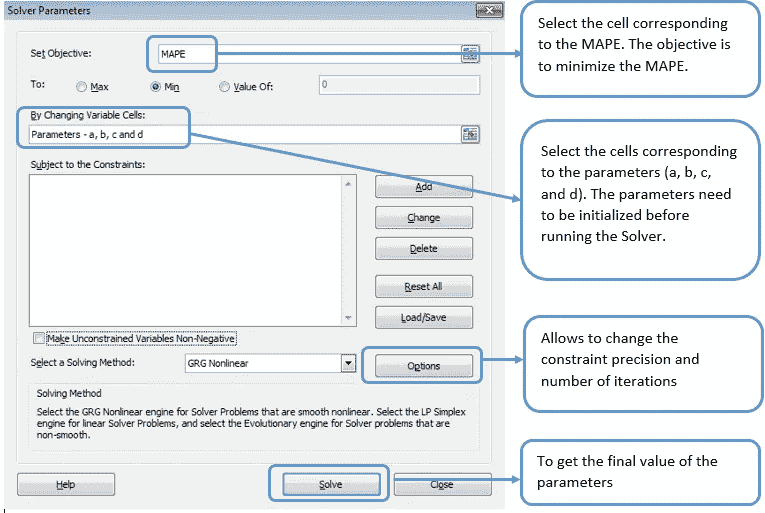 Solver Parameters
Set Objective:
MAPE
To:
Max
Min
Value Of:
0
By Changing Variable Cells:
Parameters - a, b, c and d
Subject to the Constraints:
Add
Change
Delete
Reset All
Load/Save
Make Unconstrained Variables Non-Negative
Select a Solving Method:
GRG Nonlinear
Options
Solving Method
Select the GRG Nonlinear engine for Solver Problems that are smooth nonlinear. Select the LP Simplex
engine for linear Solver Problems, and select the Evolutionary engine for Solver problems that are
non-smooth.
Help
Solve
Close
Select the cell corresponding
to the MAPE. The objective is
to minimize the MAPE.
Select the cells corresponding
to the parameters (a, b, c,
and d). The parameters need
to be initialized before
running the Solver.
Allows to change the
constraint precision and
number of iterations
To get the final value of the
parameters